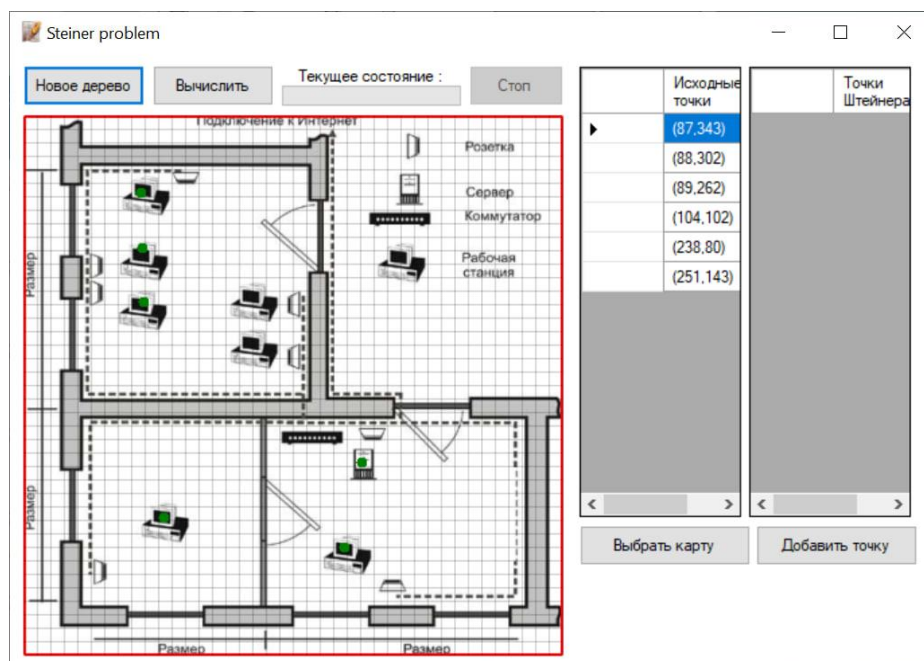 Steiner problem
Новое дерево
Вычислить
Текущее состояние :
Стоп
Исходные
точки
(87,343)
(88,302)
(89,262)
(104,102)
(238,80)
(251,143)
Точки
Штейнера
Подключение к Интернет
Розетка
Сервер
Коммутатор
Рабочая
станция
Размер
Размер
Размер
Размер
Выбрать карту
Добавить точку